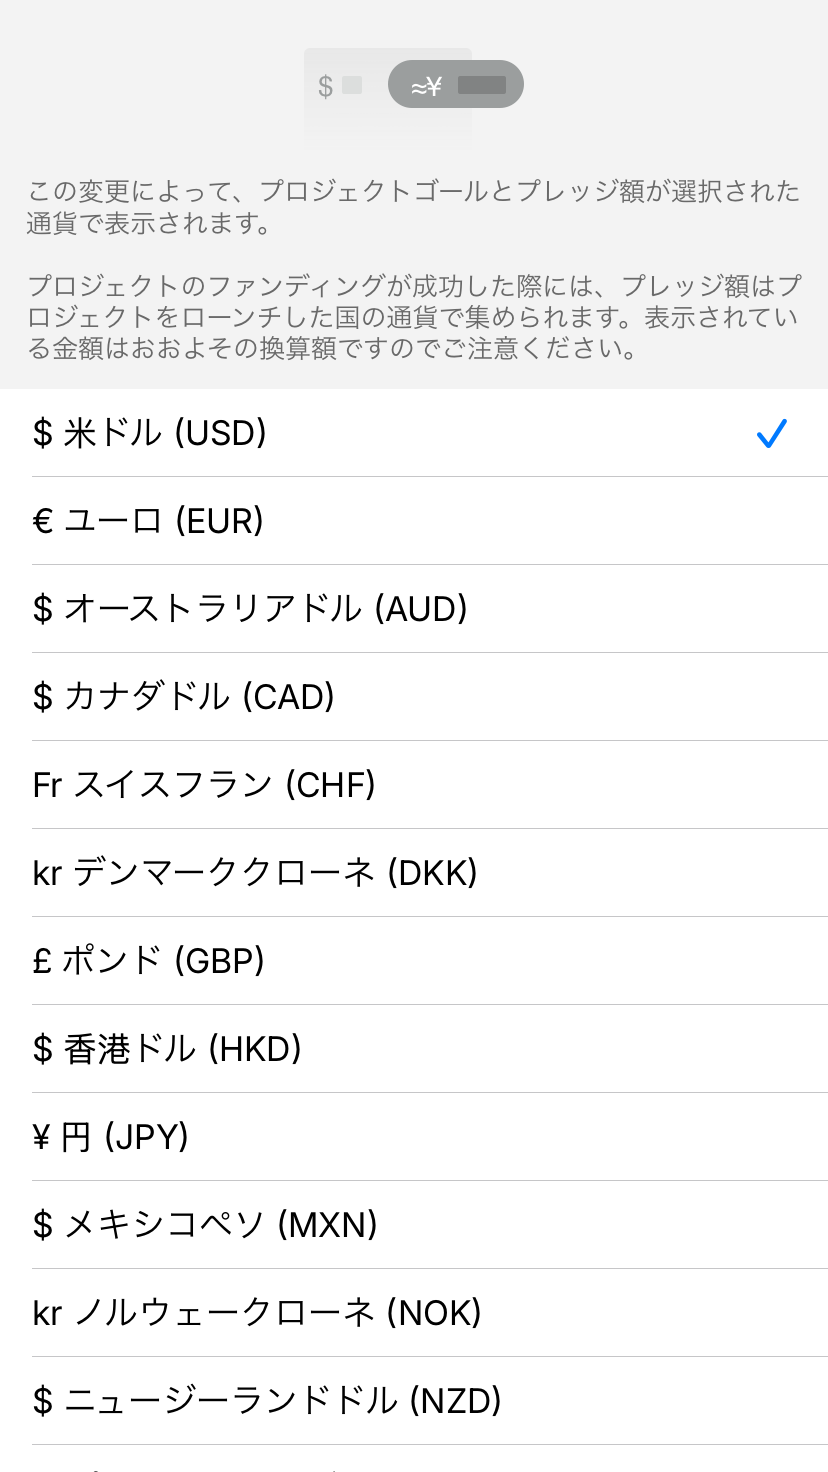 $ ≈¥
この変更によって、プロジェクトゴールとプレッジ額が選択された
通貨で表示されます。
プロジェクトのファンディングが成功した際には、プレッジ額はプ
ロジェクトをローンチした国の通貨で集められます。表示されてい
る金額はおおよその換算額ですのでご注意ください。
$ 米ドル (USD)
€ ユーロ (EUR)
$ オーストラリアドル (AUD)
$ カナダドル (CAD)
Fr スイスフラン (CHF)
kr デンマーククローネ (DKK)
£ ポンド (GBP)
$ 香港ドル (HKD)
¥ 円 (JPY)
$ メキシコペソ (MXN)
kr ノルウェークローネ (NOK)
$ ニュージーランドドル (NZD)